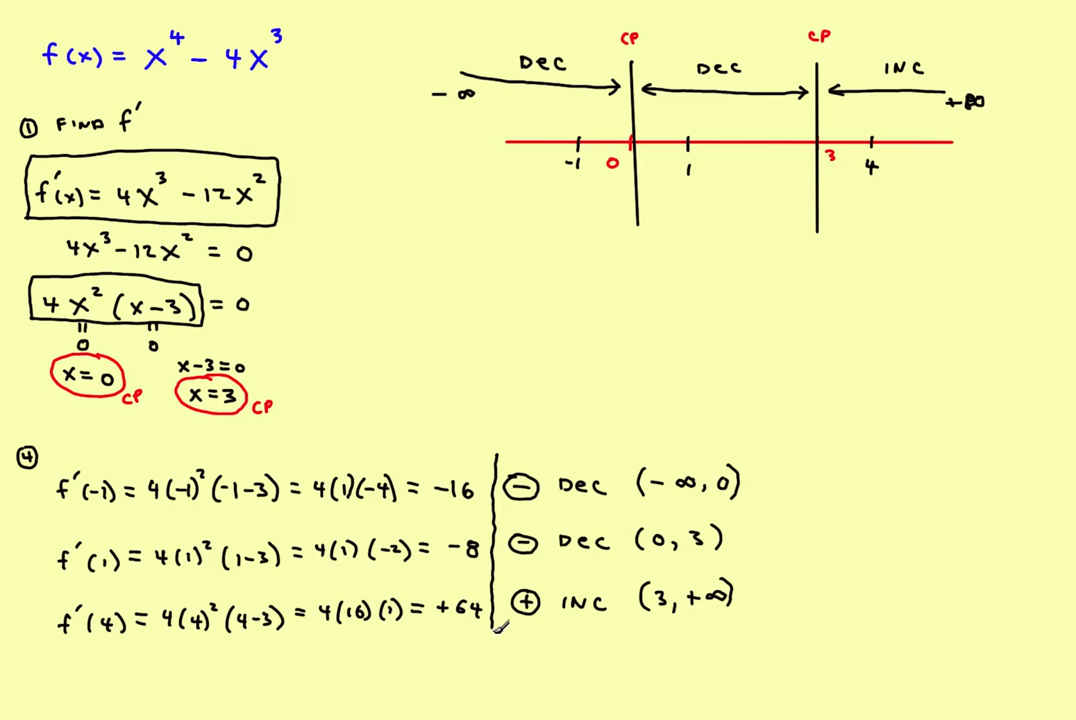 f(x) = x⁴ - 4x³
① FIND f'
f'(x) = 4x³ - 12x²
4x³ - 12x² = 0
4x² (x-3) = 0
0 0
x = 0 CP
x-3=0
x=3 CP
CP CP
DEC DEC INC
-∞ +∞
-1 0 1 3 4
④
f'(-1) = 4(-1)²(-1-3) = 4(1)(-4) = -16 ⊖ DEC (-∞, 0)
f'(1) = 4(1)²(1-3) = 4(1)(-2) = -8 ⊖ DEC (0, 3)
f'(4) = 4(4)²(4-3) = 4(16)(1) = +64 ⊕ INC (3, +∞)